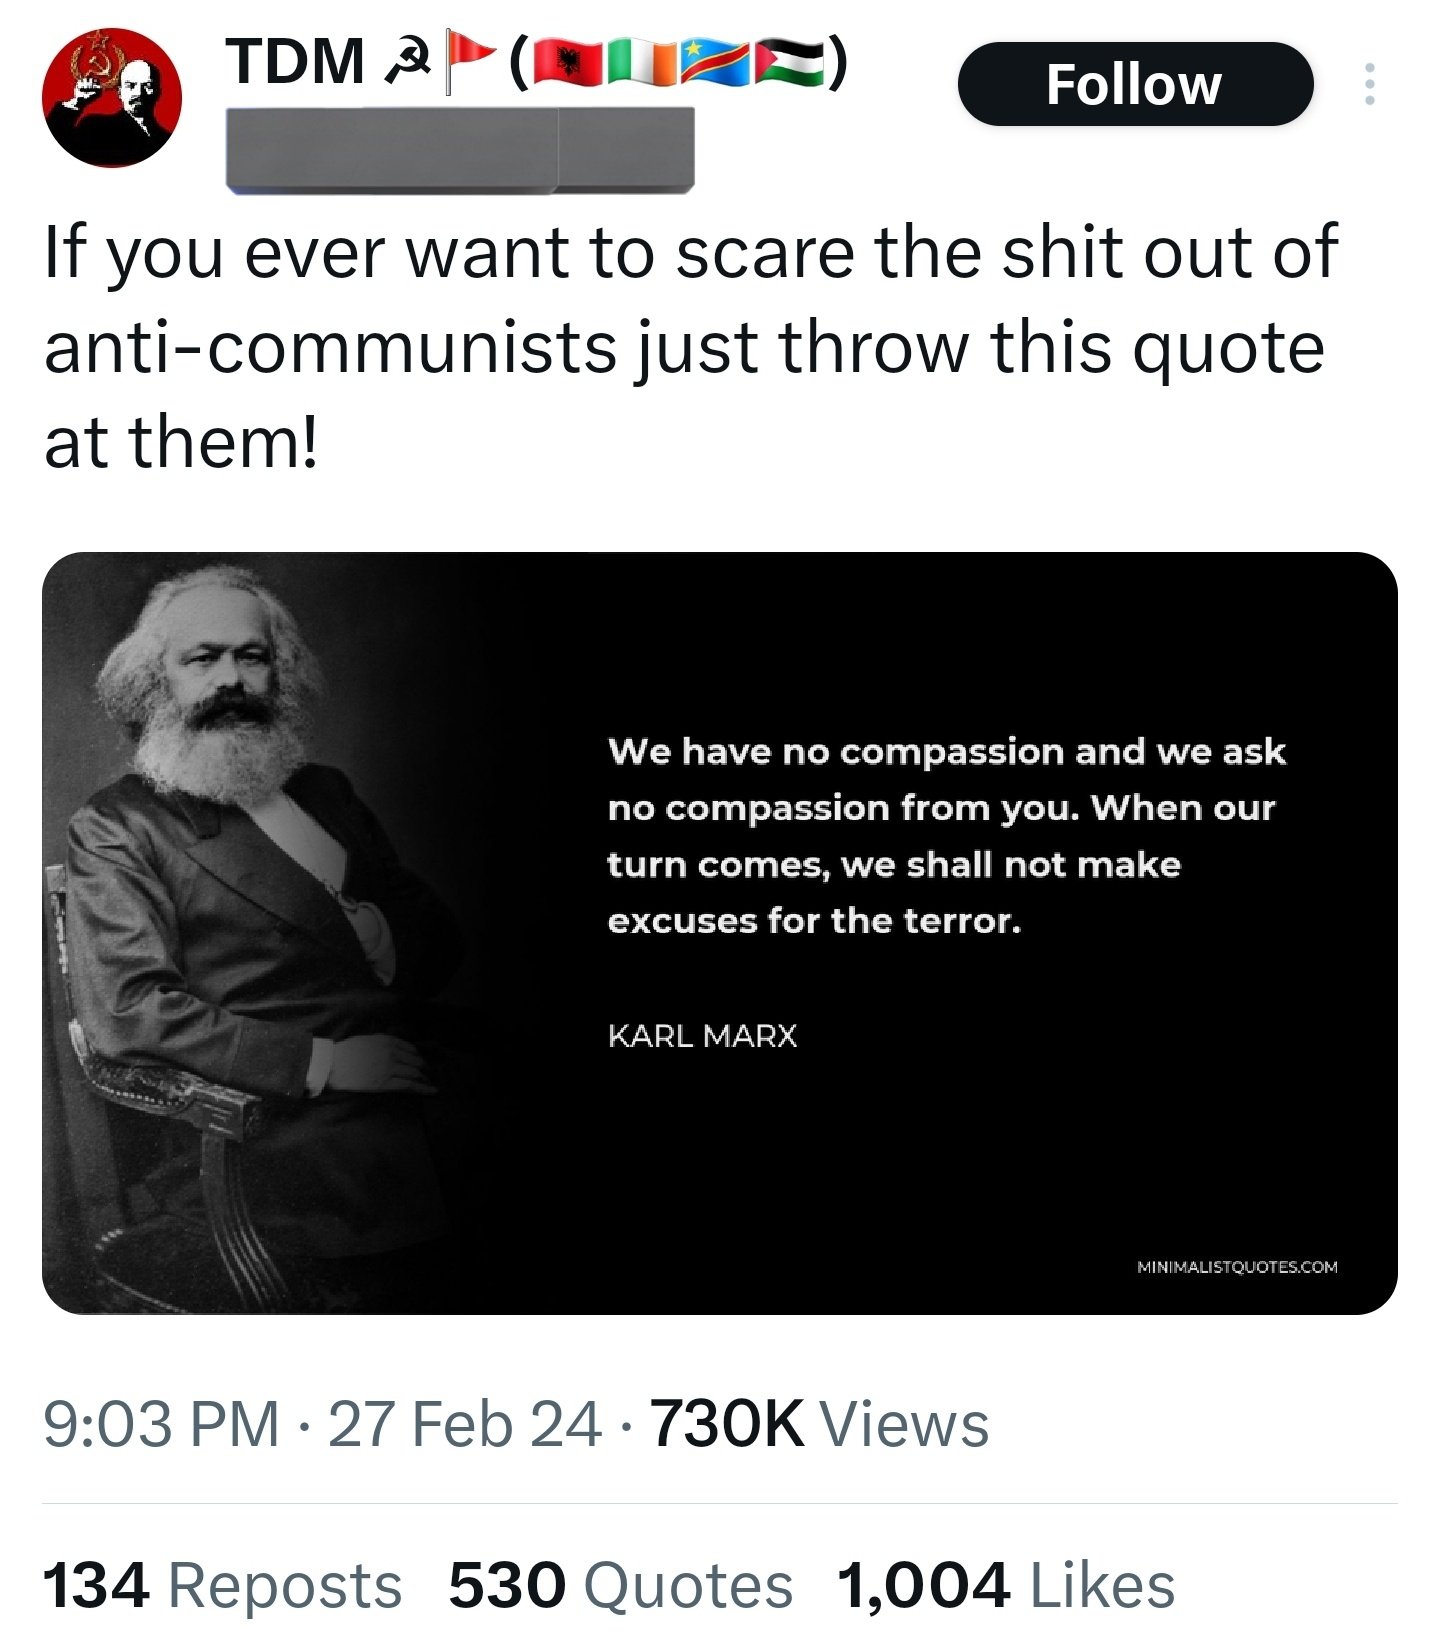 TDM ☭🚩(🇦🇱🇮🇪🇨🇩🇵🇸)
Follow
If you ever want to scare the shit out of
anti-communists just throw this quote
at them!
We have no compassion and we ask
no compassion from you. When our
turn comes, we shall not make
excuses for the terror.
KARL MARX
MINIMALISTQUOTES.COM
9:03 PM · 27 Feb 24 · 730K Views
134 Reposts 530 Quotes 1,004 Likes